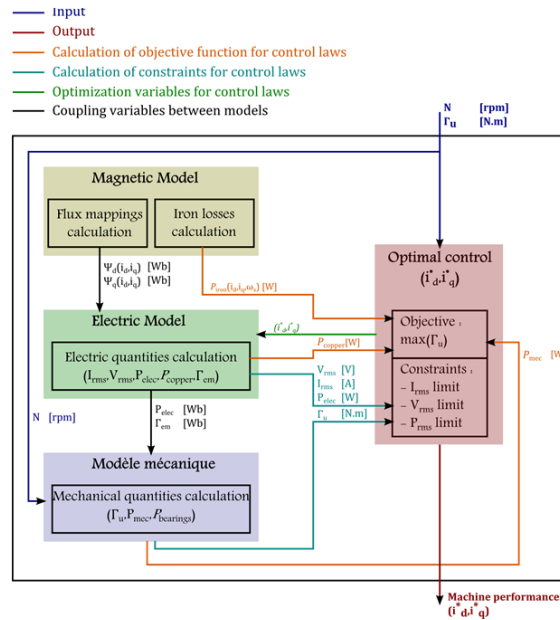 Input
Output
Calculation of objective function for control laws
Calculation of constraints for control laws
Optimization variables for control laws
Coupling variables between models
N [rpm]
Γu [N.m]
Magnetic Model
Flux mappings calculation
Iron losses calculation
Ψd(id,iq) [Wb]
Ψq(id,iq) [Wb]
Piron(id,iq,ωs) [W]
Optimal control
(i*d,i*q)
Objective :
max(Γu)
Constraints :
- Irms limit
- Vrms limit
- Prms limit
Electric Model
(i*d,i*q)
Electric quantities calculation
(Irms,Vrms,Pelec,Pcopper,Γem)
Pcopper[W]
Pmec [W
Vrms [V]
Irms [A]
Pelec [W]
Γu [N.m]
N [rpm]
Pelec [Wb]
Γem [Wb]
Modèle mécanique
Mechanical quantities calculation
(Γu,Pmec,Pbearings)
Machine performance
(i*d,i*q)